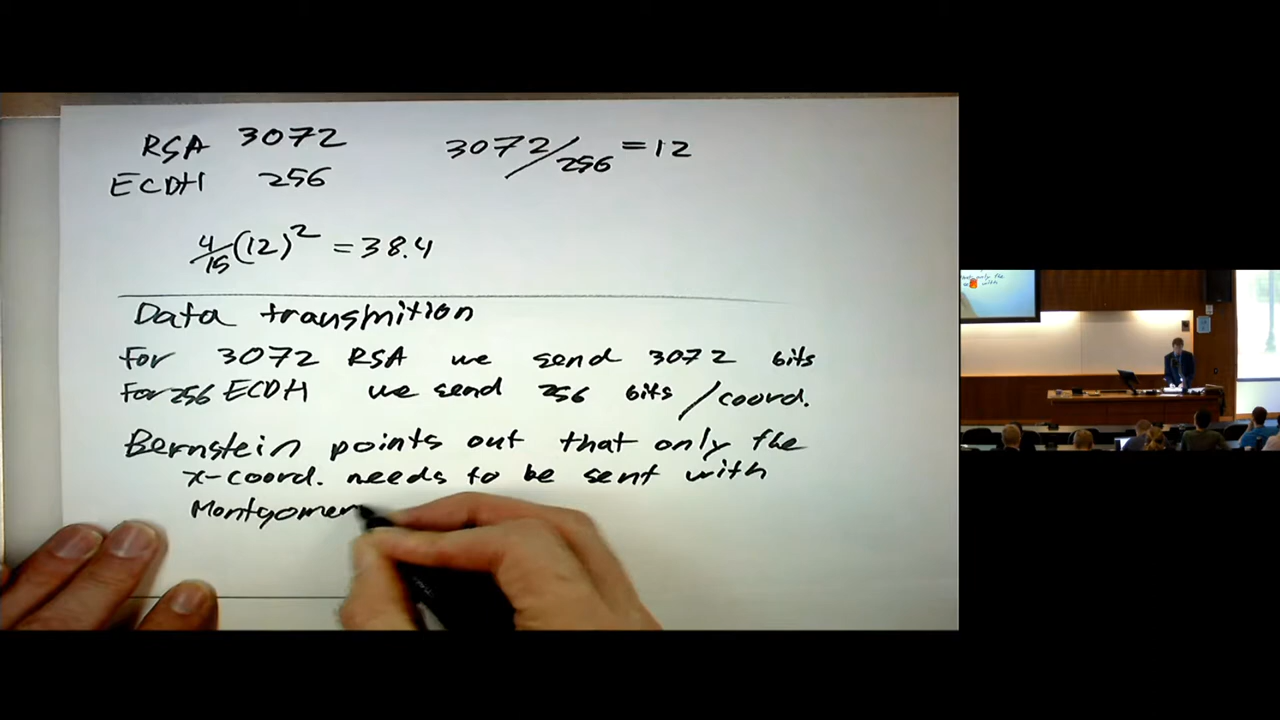 RSA 3072
3072/256 = 12
ECDH 256
4/15 (12)^2 = 38.4
Data transmition
For 3072 RSA we send 3072 bits
For 256 ECDH we send 256 bits /coord.
Bernstein points out that only the
x-coord. needs to be sent with
Montgomer